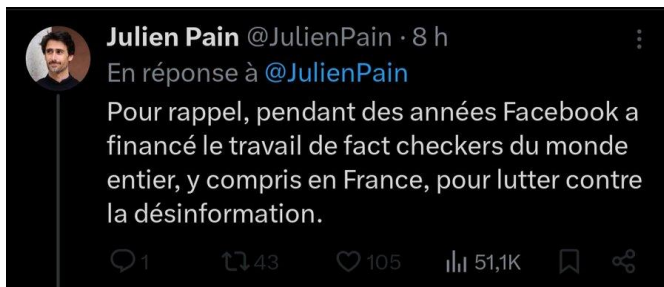 Julien Pain @JulienPain · 8 h
En réponse à @JulienPain
Pour rappel, pendant des années Facebook a
financé le travail de fact checkers du monde
entier, y compris en France, pour lutter contre
la désinformation.
1 43 105 51,1K